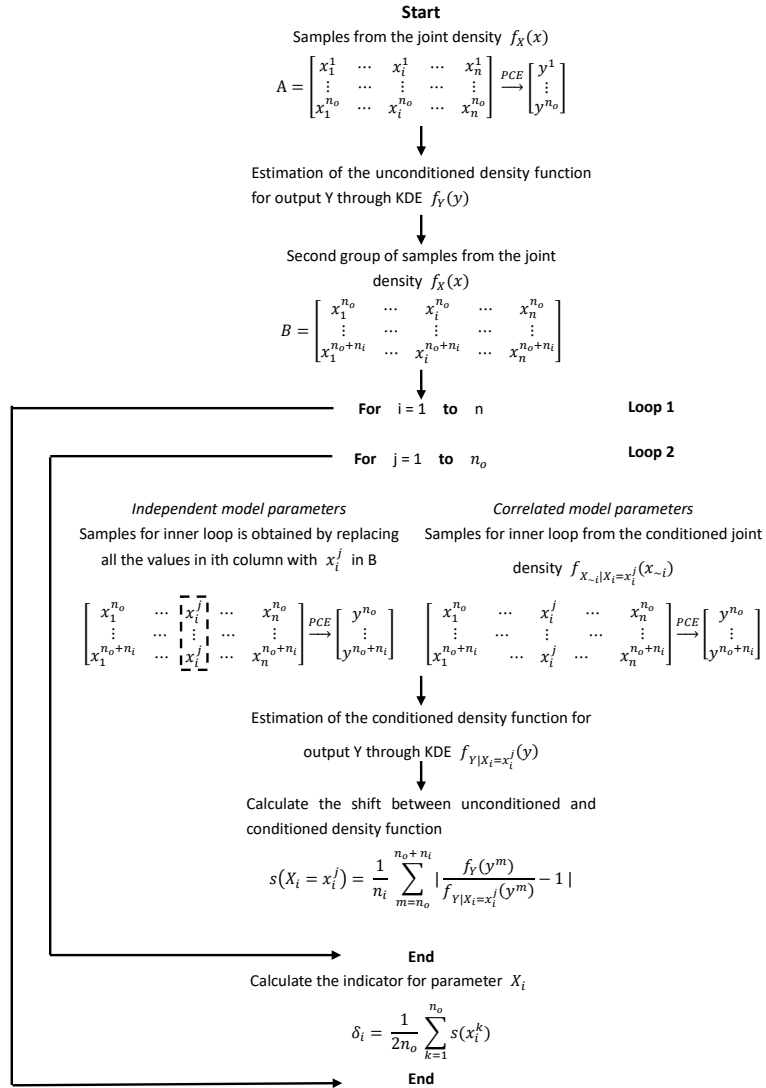 Start
Samples from the joint density f_X(x)
A = [x_1^1 ⋯ x_i^1 ⋯ x_n^1; ⋮ ⋯ ⋮ ⋯ ⋮; x_1^{n_o} ⋯ x_i^{n_o} ⋯ x_n^{n_o}] →^{PCE} [y^1; ⋮; y^{n_o}]
Estimation of the unconditioned density function
for output Y through KDE f_Y(y)
Second group of samples from the joint
density f_X(x)
B = [x_1^{n_o} ⋯ x_i^{n_o} ⋯ x_n^{n_o}; ⋮ ⋯ ⋮ ⋯ ⋮; x_1^{n_o+n_i} ⋯ x_i^{n_o+n_i} ⋯ x_n^{n_o+n_i}]
For i = 1 to n Loop 1
For j = 1 to n_o Loop 2
Independent model parameters
Samples for inner loop is obtained by replacing
all the values in ith column with x_i^j in B
[x_1^{n_o} ⋯ x_i^j ⋯ x_n^{n_o}; ⋮ ⋯ ⋮ ⋯ ⋮; x_1^{n_o+n_i} ⋯ x_i^j ⋯ x_n^{n_o+n_i}] →^{PCE} [y^{n_o}; ⋮; y^{n_o+n_i}]
Correlated model parameters
Samples for inner loop from the conditioned joint
density f_{X_{~i}|X_i=x_i^j}(x_{~i})
[x_1^{n_o} ⋯ x_i^j ⋯ x_n^{n_o}; ⋮ ⋯ ⋮ ⋯ ⋮; x_1^{n_o+n_i} ⋯ x_i^j ⋯ x_n^{n_o+n_i}] →^{PCE} [y^{n_o}; ⋮; y^{n_o+n_i}]
Estimation of the conditioned density function for
output Y through KDE f_{Y|X_i=x_i^j}(y)
Calculate the shift between unconditioned and
conditioned density function
s(X_i = x_i^j) = \frac{1}{n_i} \sum_{m=n_o}^{n_o+n_i} | \frac{f_Y(y^m)}{f_{Y|X_i=x_i^j}(y^m)} − 1 |
End
Calculate the indicator for parameter X_i
δ_i = \frac{1}{2n_o} \sum_{k=1}^{n_o} s(x_i^k)
End